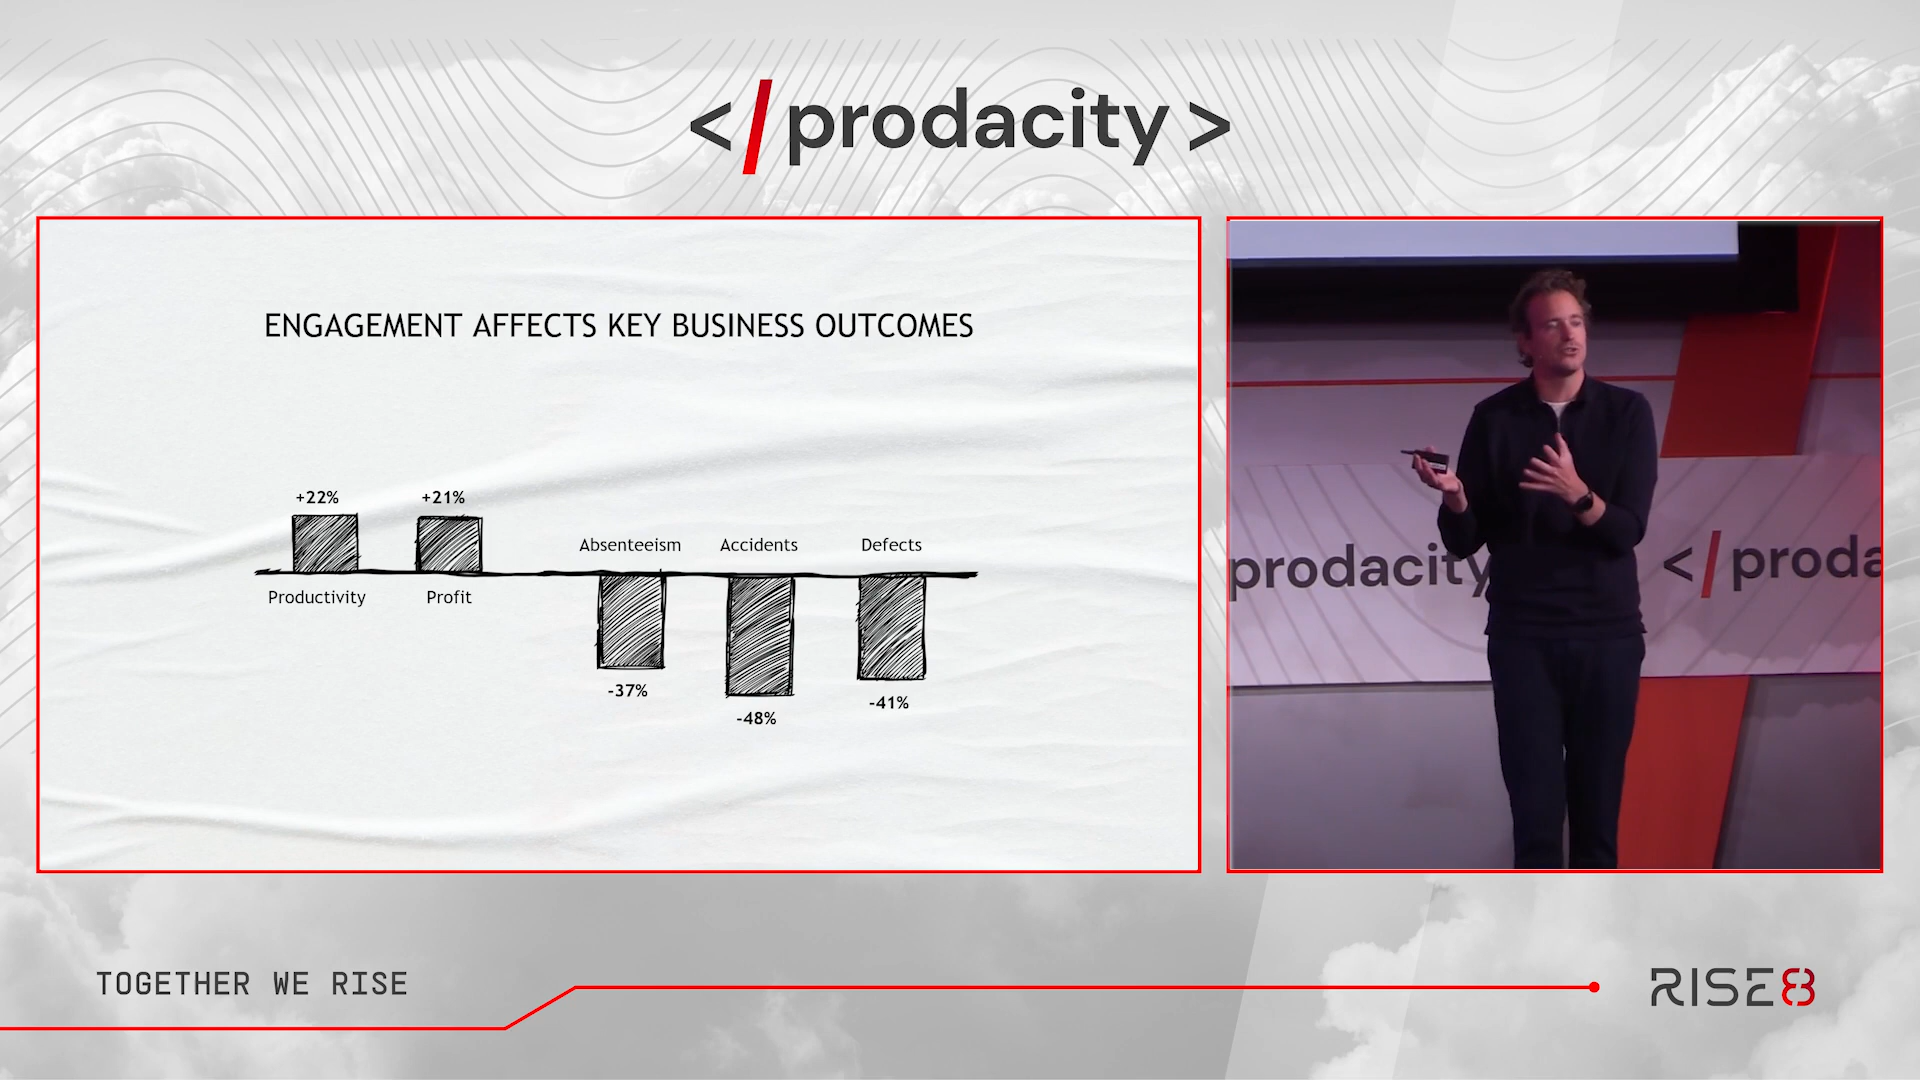 </prodacity>
ENGAGEMENT AFFECTS KEY BUSINESS OUTCOMES
+22%
+21%
Absenteeism
Accidents
Defects
Productivity
Profit
-37%
-48%
-41%
prodacity
</proda
TOGETHER WE RISE
RISE8